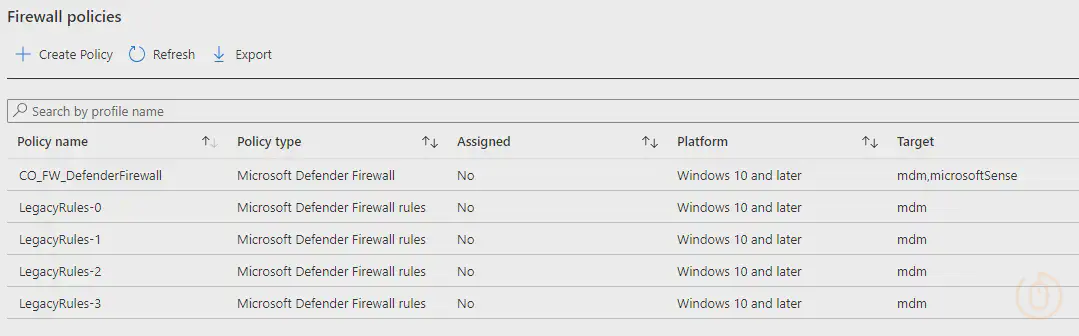 Firewall policies
Create Policy Refresh Export
Search by profile name
Policy name Policy type Assigned Platform Target
CO_FW_DefenderFirewall Microsoft Defender Firewall No Windows 10 and later mdm,microsoftSense
LegacyRules-0 Microsoft Defender Firewall rules No Windows 10 and later mdm
LegacyRules-1 Microsoft Defender Firewall rules No Windows 10 and later mdm
LegacyRules-2 Microsoft Defender Firewall rules No Windows 10 and later mdm
LegacyRules-3 Microsoft Defender Firewall rules No Windows 10 and later mdm